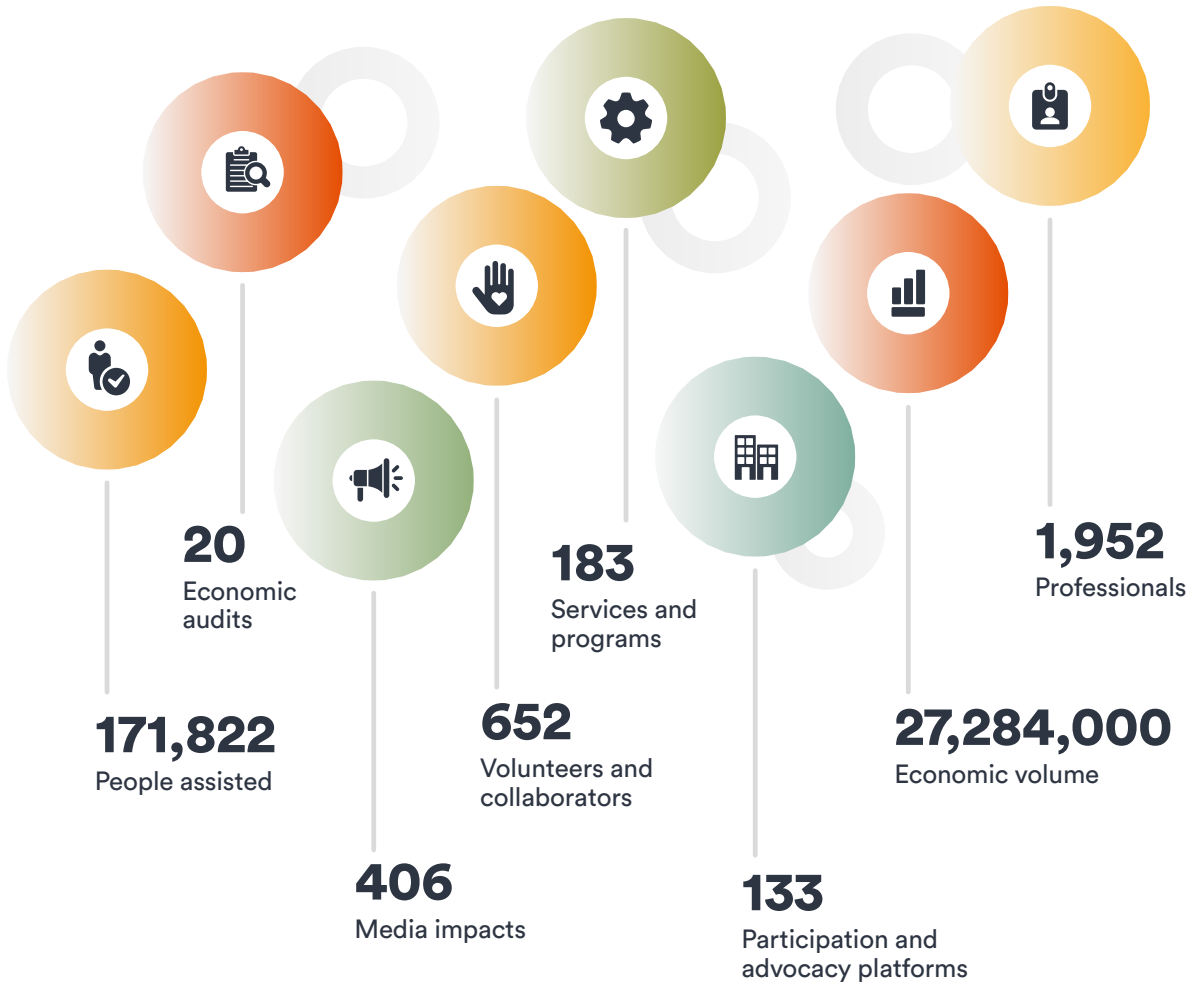 20
Economic
audits
171,822
People assisted
406
Media impacts
652
Volunteers and
collaborators
183
Services and
programs
133
Participation and
advocacy platforms
27,284,000
Economic volume
1,952
Professionals